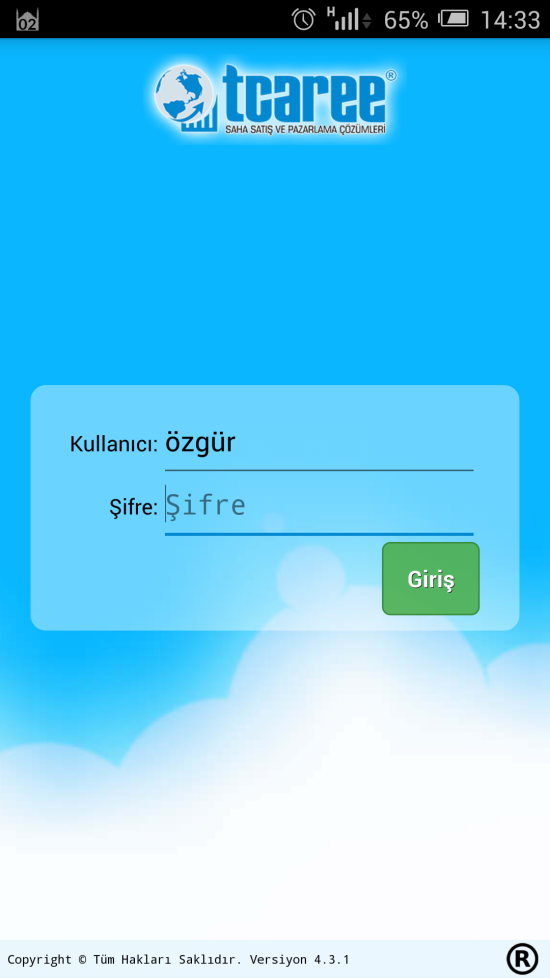 02 H 65% 14:33
tcaree®
SAHA SATIŞ VE PAZARLAMA ÇÖZÜMLERİ
Kullanıcı: özgür
Şifre: Şifre
Giriş
Copyright © Tüm Hakları Saklıdır. Versiyon 4.3.1 ®